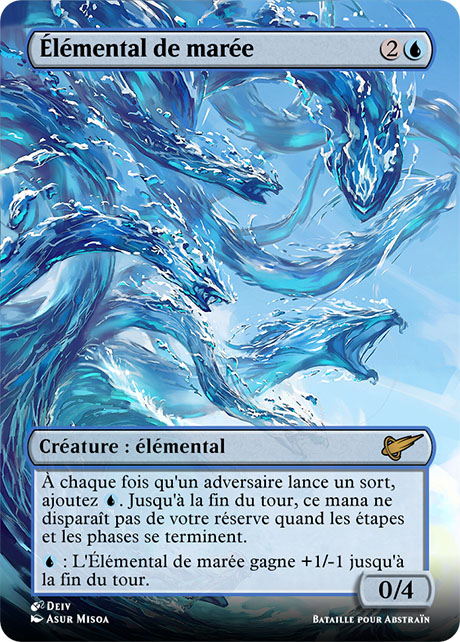 Élémental de marée 2
Créature : élémental
À chaque fois qu'un adversaire lance un sort,
ajoutez . Jusqu'à la fin du tour, ce mana ne
disparaît pas de votre réserve quand les étapes
et les phases se terminent.
: L'Élémental de marée gagne +1/-1 jusqu'à
la fin du tour.
0/4
Deiv
Asur Misoa Bataille pour Abstraïn